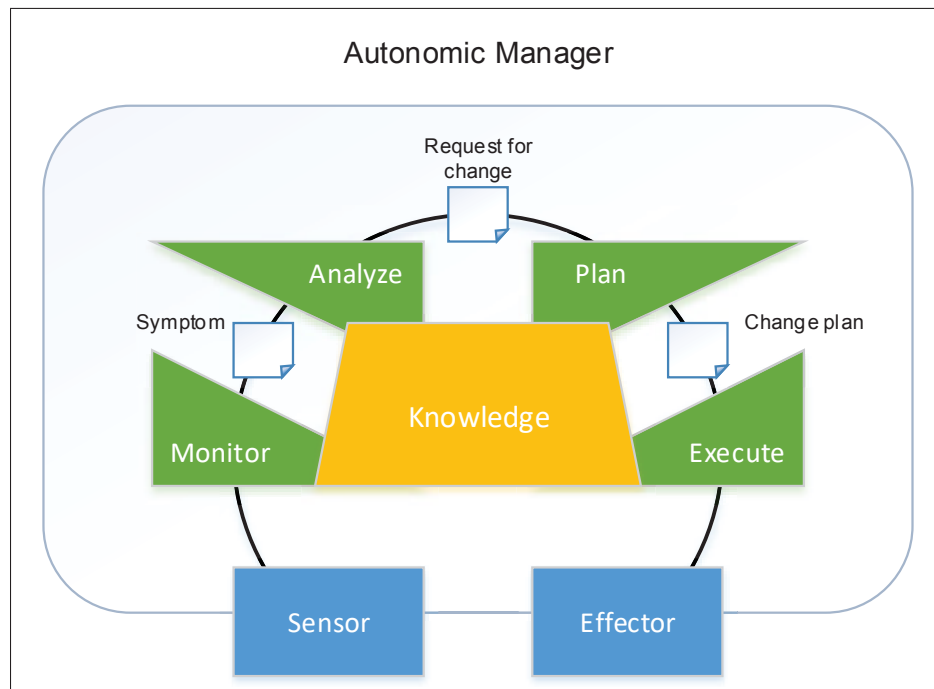 Autonomic Manager
Request for
change
Analyze
Plan
Symptom
Change plan
Knowledge
Monitor
Execute
Sensor
Effector